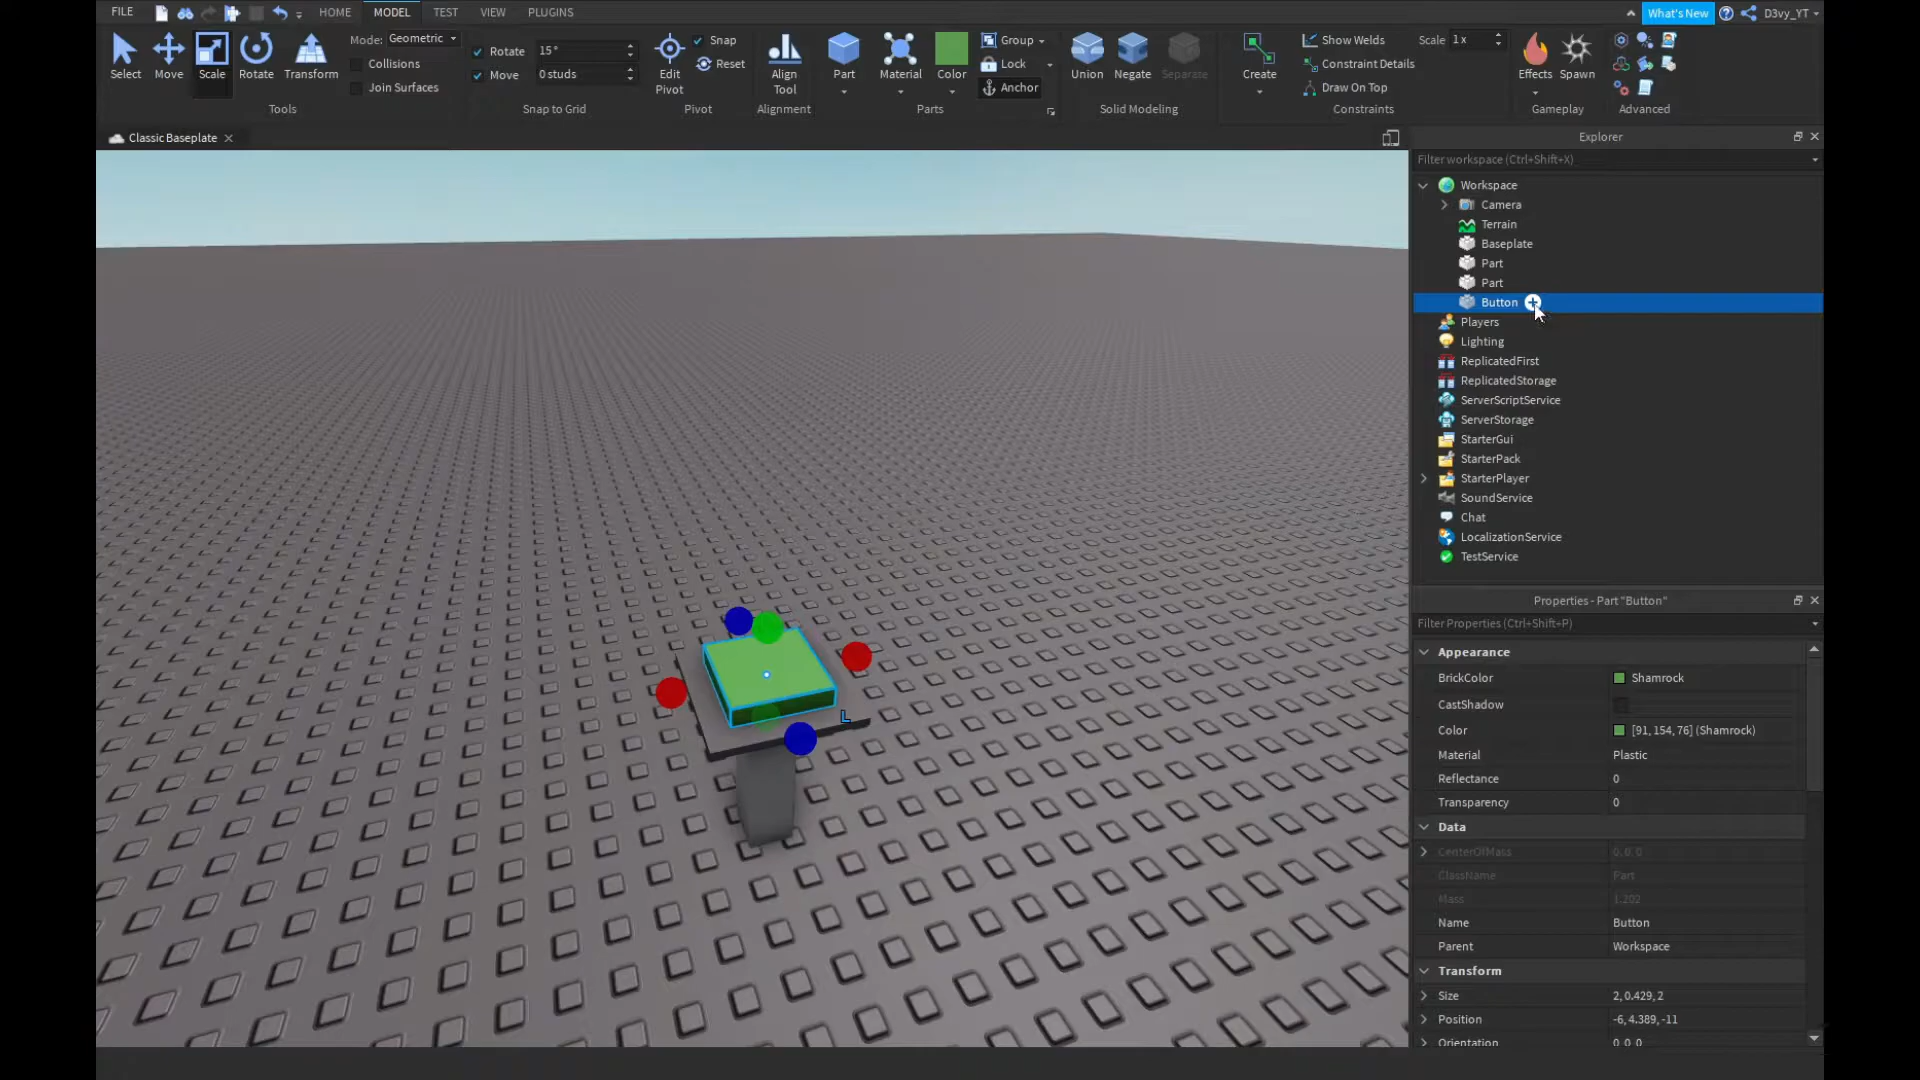 FILE HOME MODEL TEST VIEW PLUGINS What's New D3vy_YT
Select Move Scale Rotate Transform
Mode: Geometric
Collisions
Join Surfaces
Tools
Rotate 15 °
Move 0 studs
Snap to Grid
Edit Pivot
Snap
Reset
Pivot
Align Tool
Alignment
Part Material Color
Group
Lock
Anchor
Parts
Union Negate Separate
Solid Modeling
Create
Show Welds
Constraint Details
Draw On Top
Scale 1 x
Constraints
Effects Spawn
Gameplay
Advanced
Classic Baseplate
Explorer
Filter workspace (Ctrl+Shift+X)
Workspace
Camera
Terrain
Baseplate
Part
Part
Button
Players
Lighting
ReplicatedFirst
ReplicatedStorage
ServerScriptService
ServerStorage
StarterGui
StarterPack
StarterPlayer
SoundService
Chat
LocalizationService
TestService
L
Properties - Part "Button"
Filter Properties (Ctrl+Shift+P)
Appearance
BrickColor Shamrock
CastShadow
Color [91, 154, 76] (Shamrock)
Material Plastic
Reflectance 0
Transparency 0
Data
CenterOfMass 0, 0, 0
ClassName Part
Mass 1.202
Name Button
Parent Workspace
Transform
Size 2, 0.429, 2
Position -6, 4.389, -11
Orientation 0, 0, 0